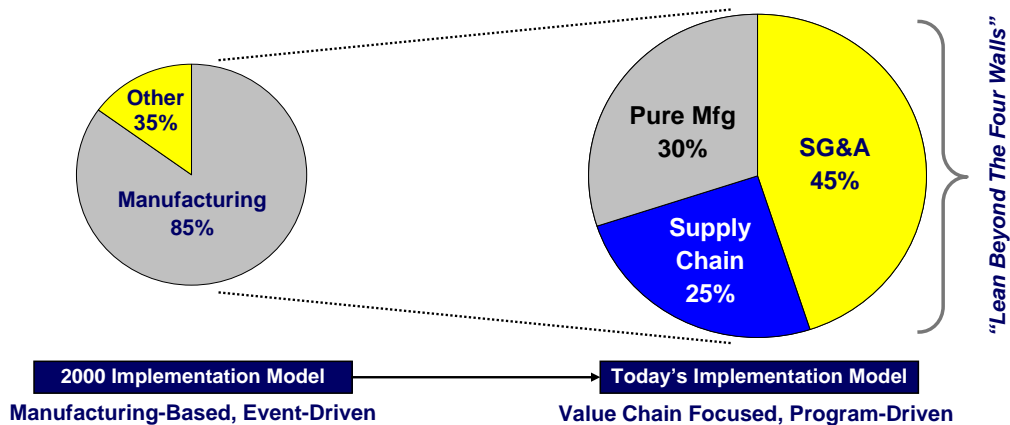 Other
35%
Manufacturing
85%
Pure Mfg
30%
SG&A
45%
Supply
Chain
25%
“Lean Beyond The Four Walls”
2000 Implementation Model
Today’s Implementation Model
Manufacturing-Based, Event-Driven
Value Chain Focused, Program-Driven